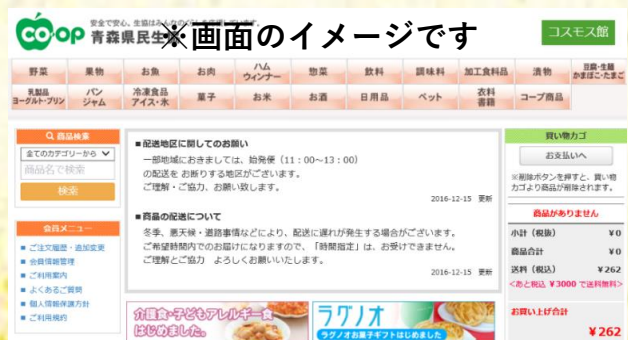 co-op
安全で安心。生協はみんなの
青森県民生
※画面のイメージです
コスモス館
野菜
果物
お魚
お肉
ハム
ウィンナー
惣菜
飲料
調味料
加工食料品
漬物
豆腐・生麺
かまぼこ・たまご
乳製品
ヨーグルト・プリン
パン
ジャム
冷凍食品
アイス・氷
菓子
お米
お酒
日用品
ペット
衣料
書籍
コープ商品
商品検索
全てのカテゴリーから
商品名で検索
検索
会員メニュー
ご注文履歴・追加変更
会員情報管理
ご利用案内
よくあるご質問
個人情報保護方針
ご利用規約
■配送地区に関してのお願い
一部地域におきましては、始発便(11:00~13:00)
の配送を お断りする地区がございます。
ご理解・ご協力、お願い致します。
2016-12-15 更新
■商品の配送について
冬季、悪天候・道路事情などにより、配送に遅れが発生する場合がございます。
ご希望時間内でのお届けになりますので、「時間指定」は、お受けできません。
ご理解とご協力 よろしくお願いいたします。
2016-12-15 更新
介護食・子どもアレルギー食
はじめました。
ラグノオ
ラグノオお菓子ギフトはじめました
買い物カゴ
お支払いへ
※削除ボタンを押すと、買い物
カゴより商品が削除されます。
商品がありません
小計(税抜) ¥0
商品合計 ¥0
送料(税込) ¥262
<あと税込 ¥3000 で送料無料>
お買い上げ合計
¥262